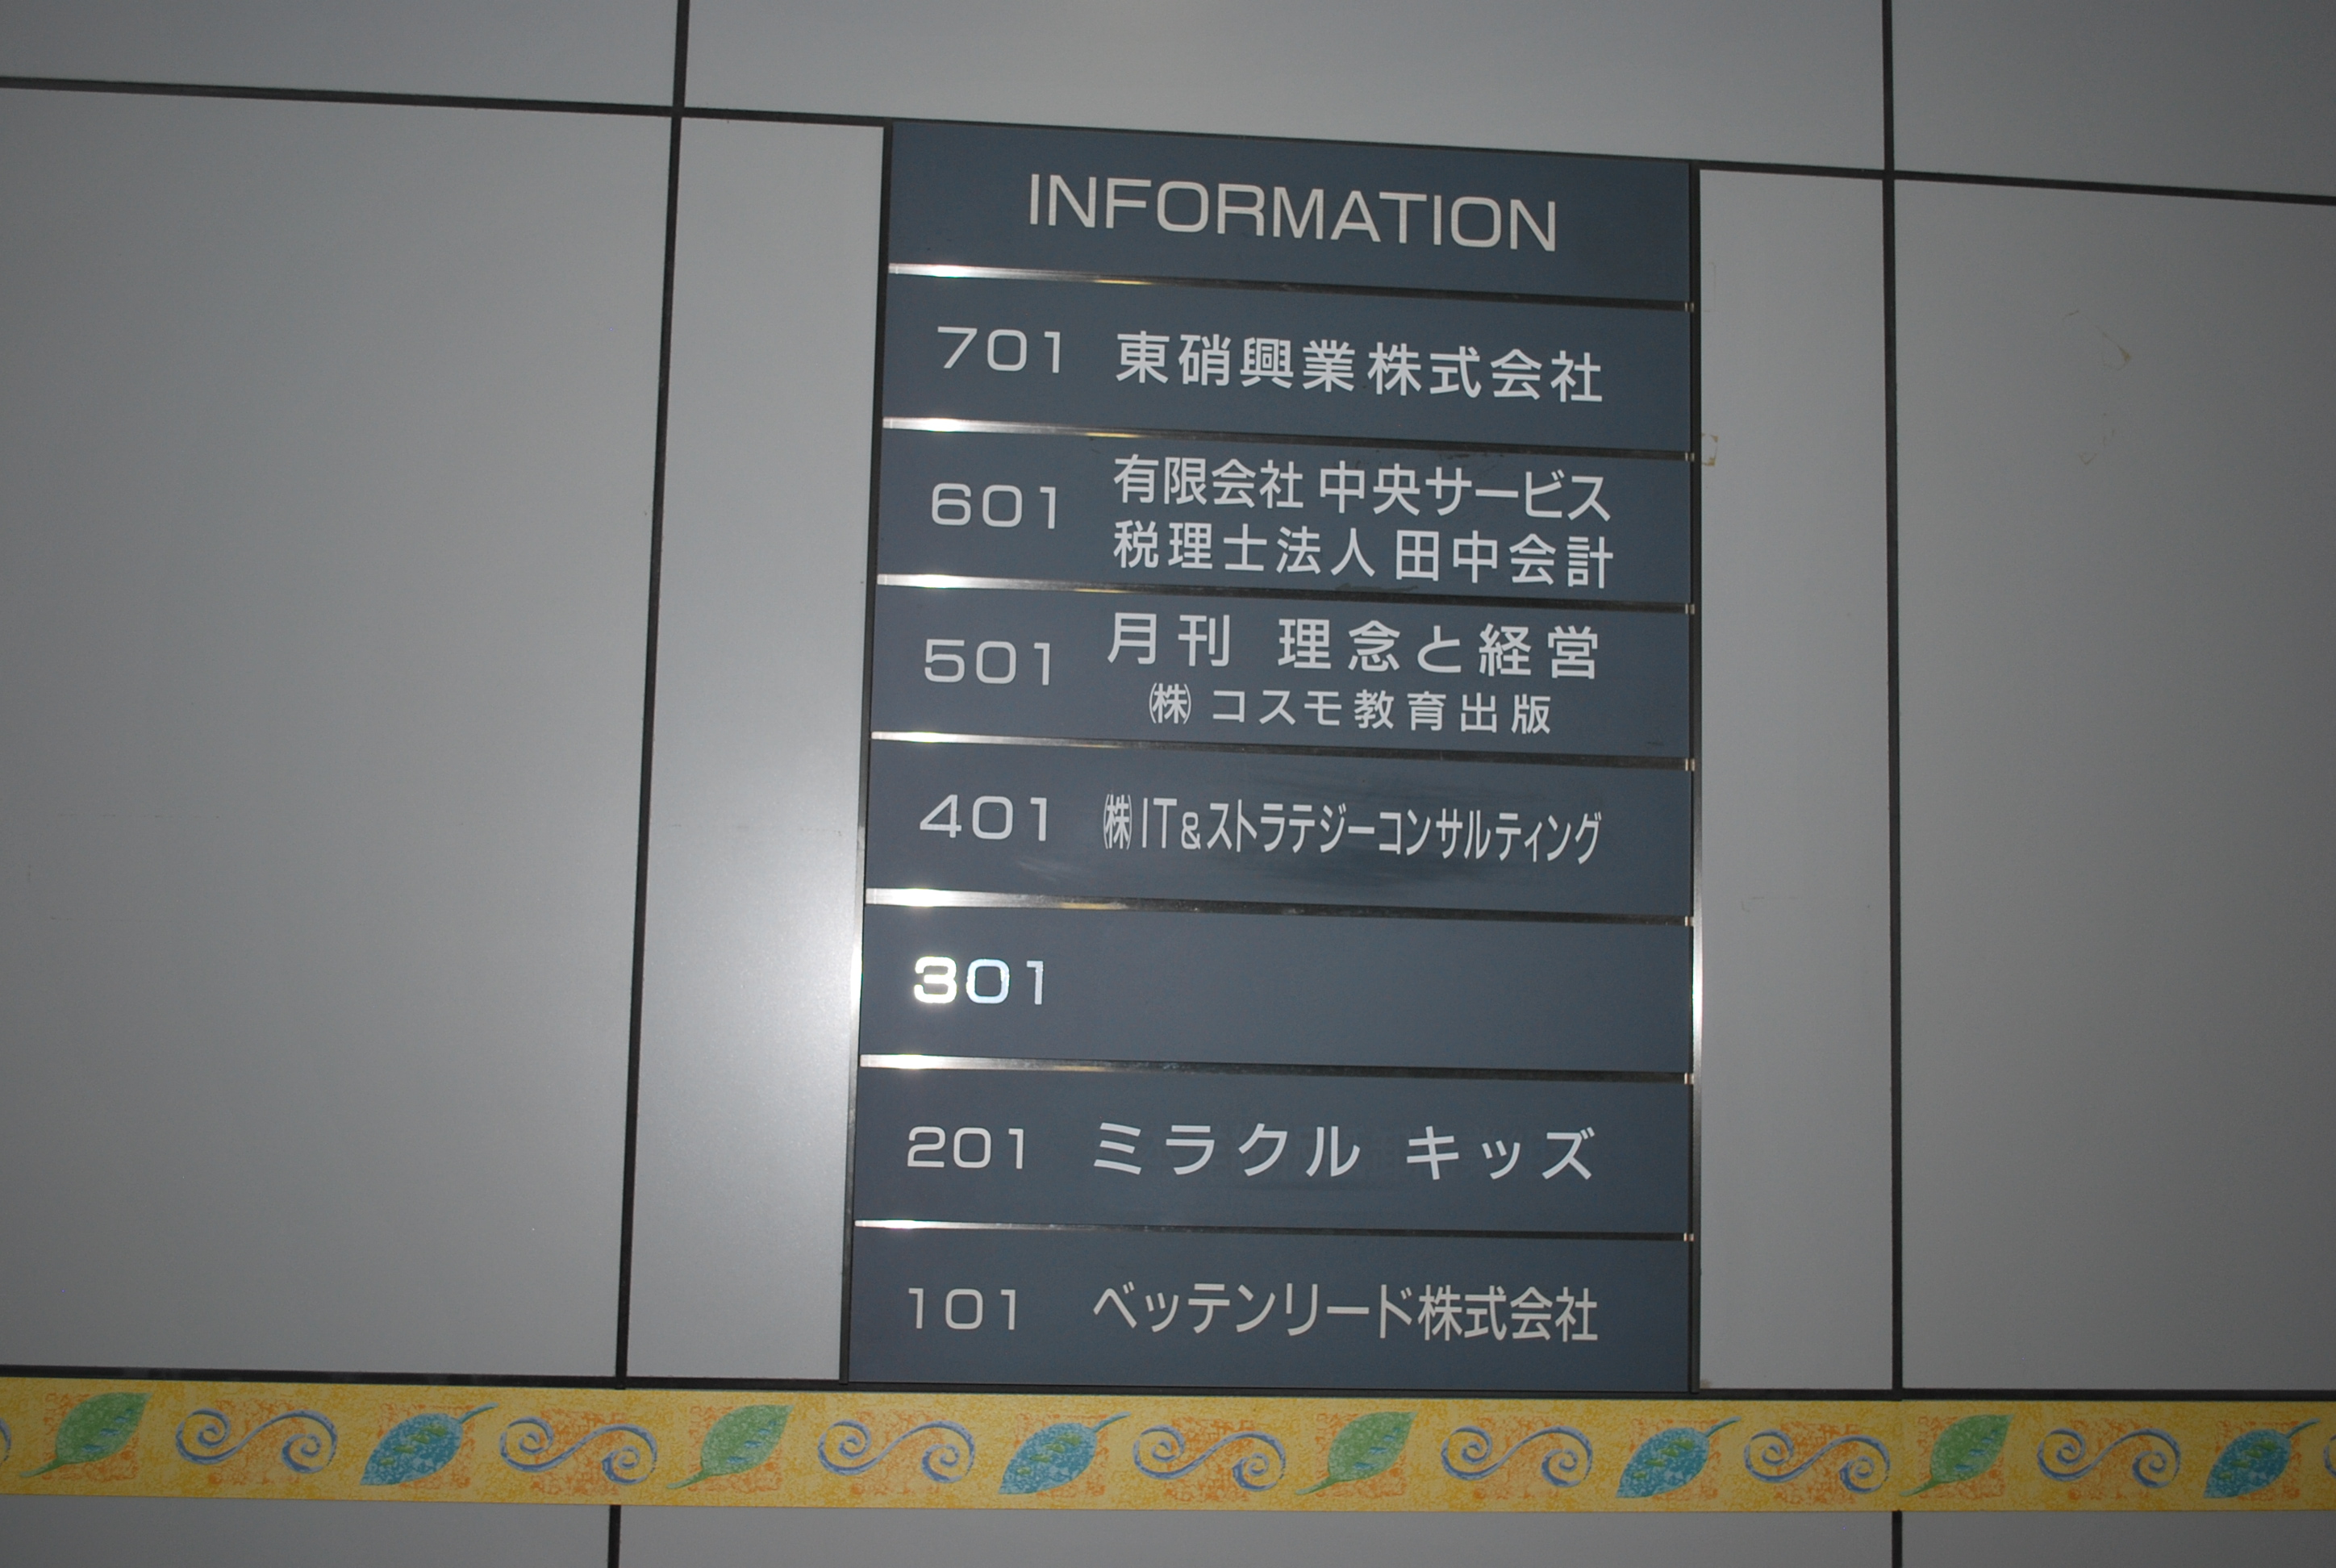 INFORMATION
701 東硝興業株式会社
601 有限会社 中央サービス
税理士法人 田中会計
501 月刊 理念と経営
㈱ コスモ教育出版
401 ㈱IT&ストラテジーコンサルティング
301
201 ミラクル キッズ
101 ベッテンリード株式会社